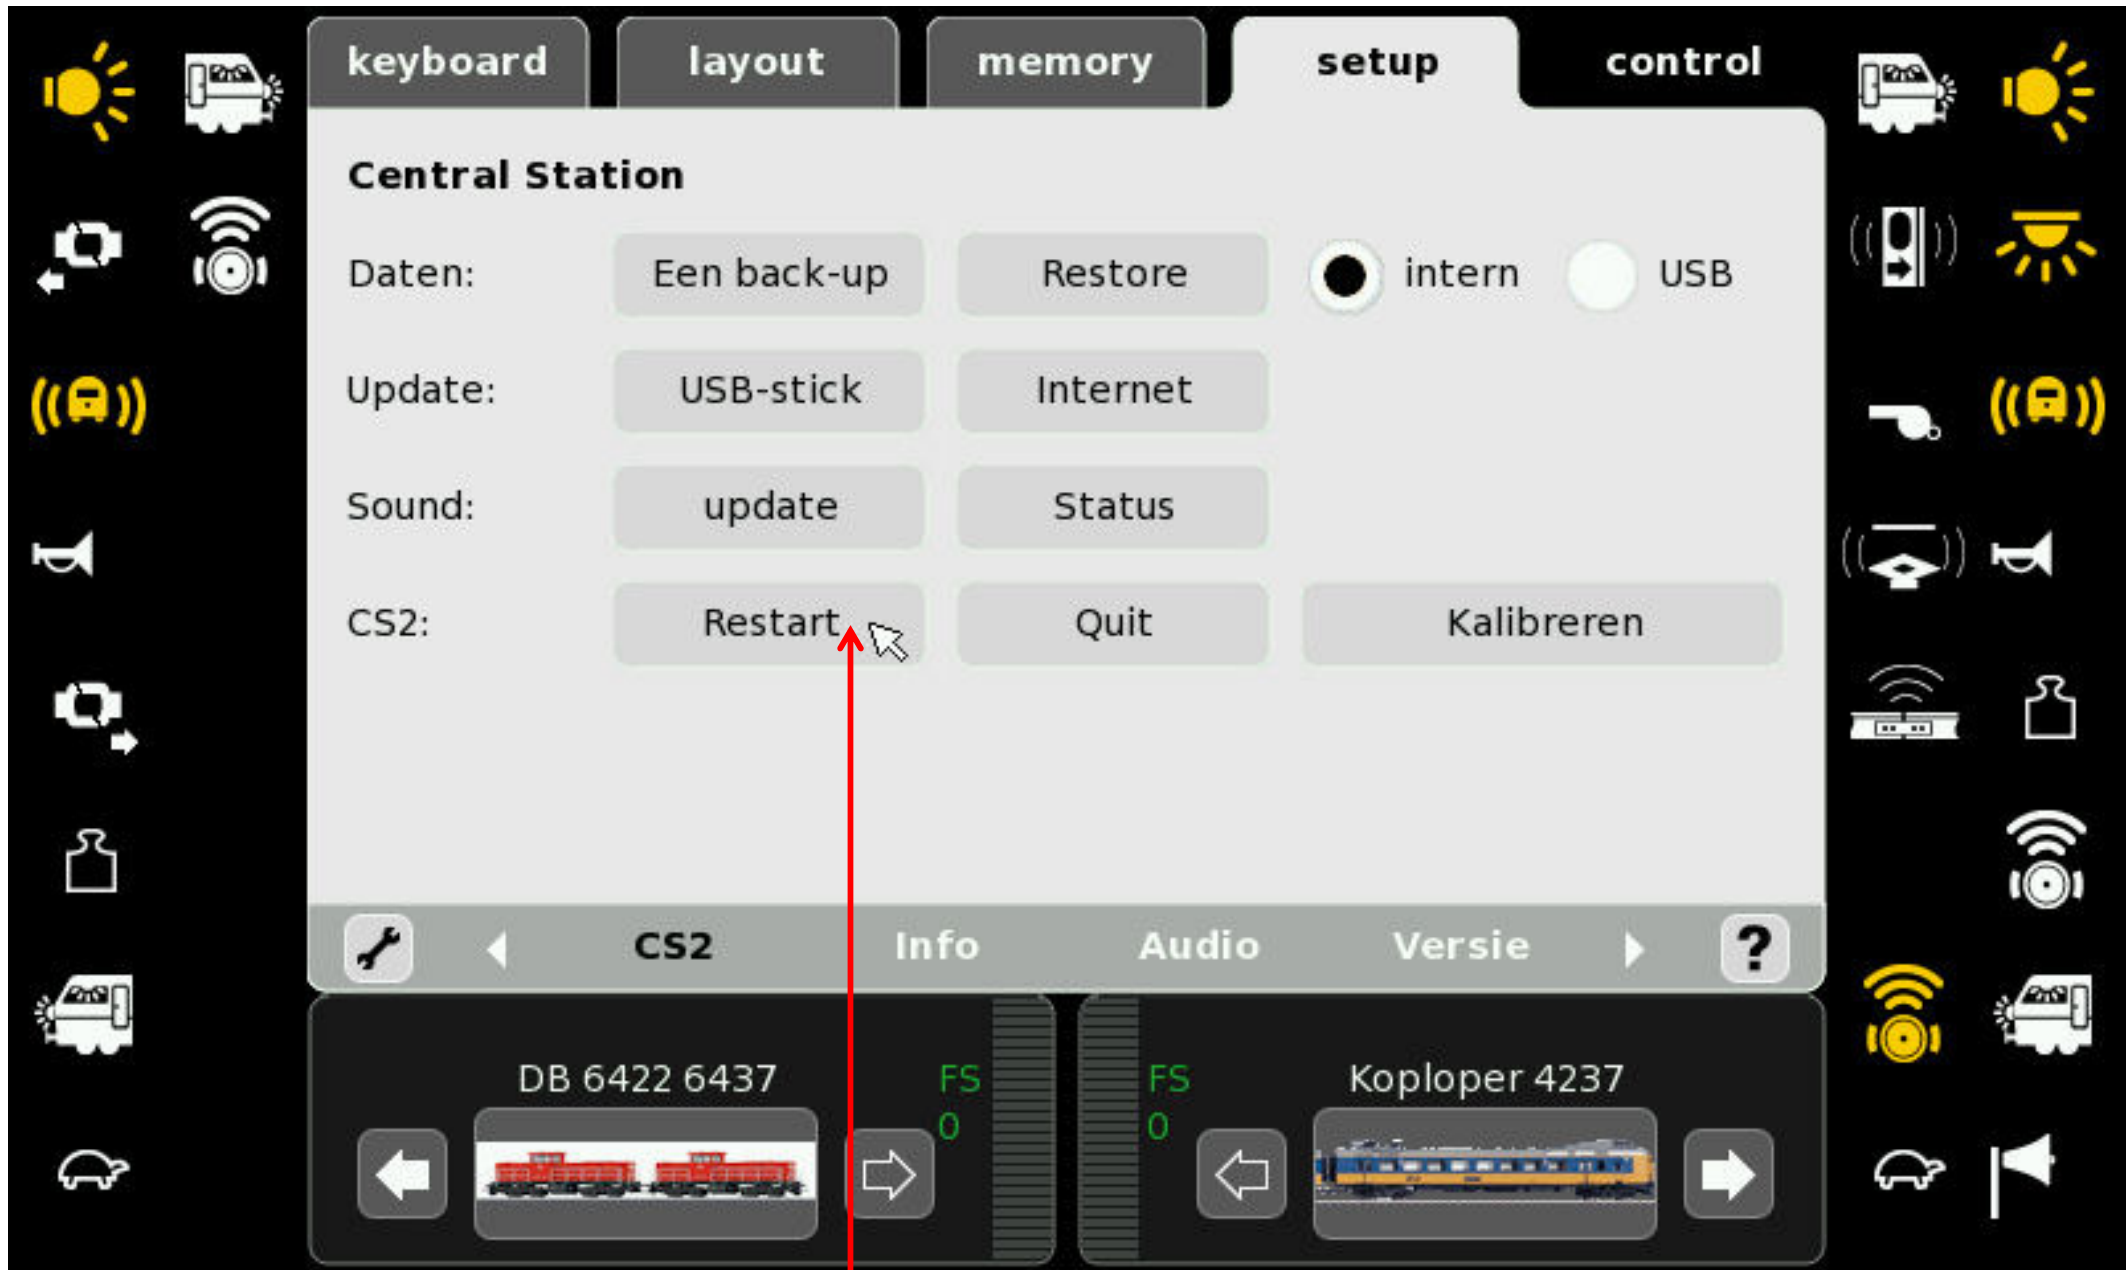 keyboard layout memory setup control
Central Station
Daten: Een back-up Restore intern USB
Update: USB-stick Internet
Sound: update Status
CS2: Restart Quit Kalibreren
CS2 Info Audio Versie ?
DB 6422 6437 FS FS Koploper 4237
0 0